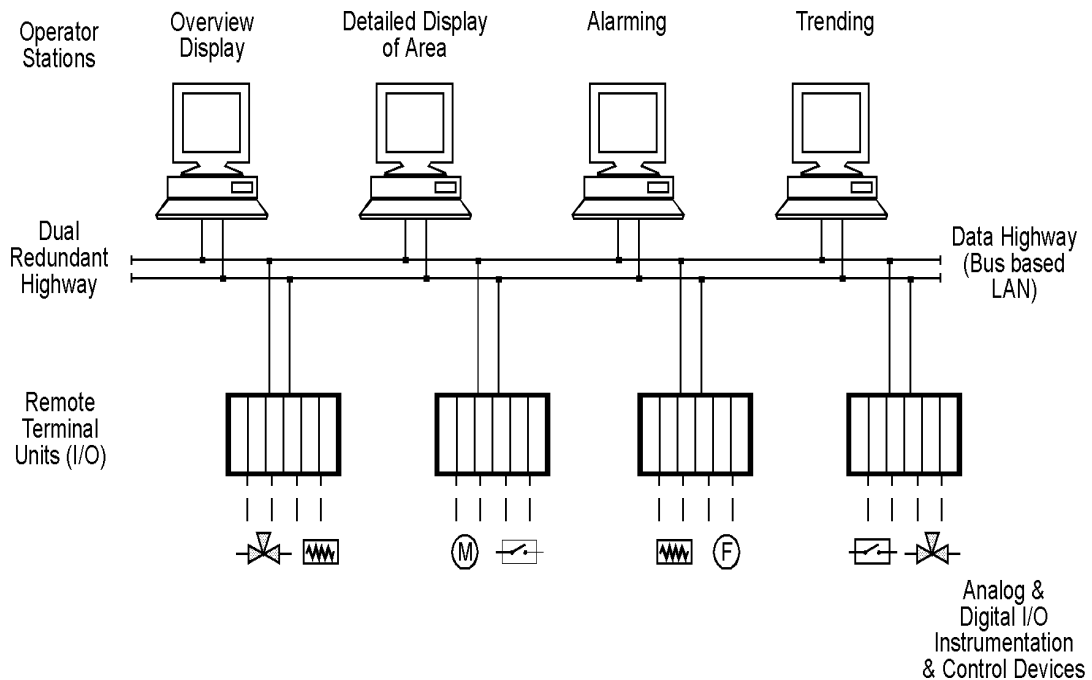 Operator
Stations
Overview
Display
Detailed Display
of Area
Alarming
Trending
Dual
Redundant
Highway
Data Highway
(Bus based
LAN)
Remote
Terminal
Units (I/O)
M
F
Analog &
Digital I/O
Instrumentation
& Control Devices